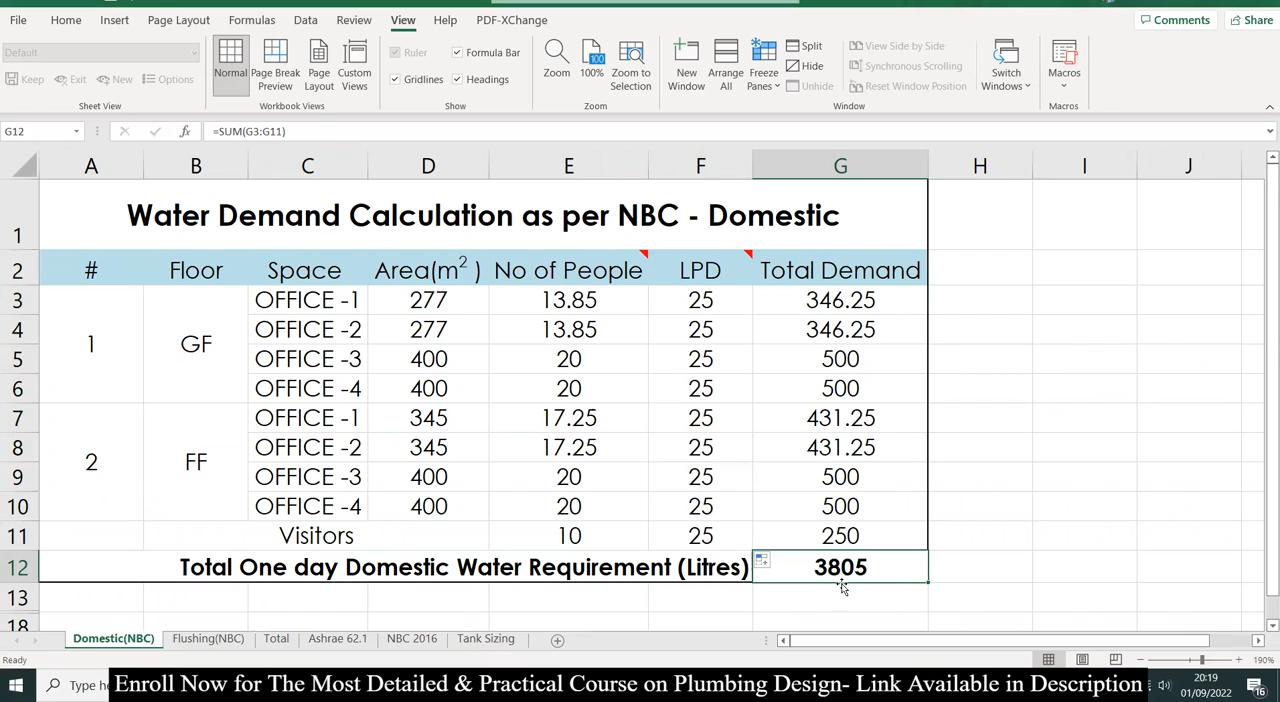 File Home Insert Page Layout Formulas Data Review View Help PDF-XChange Comments Share
Default
Keep Exit New Options
Sheet View
Normal Page Break Preview Page Layout Custom Views
Workbook Views
Ruler Formula Bar
Gridlines Headings
Show
Zoom 100% Zoom to Selection
Zoom
New Window Arrange All Freeze Panes
Split
Hide
Unhide
View Side by Side
Synchronous Scrolling
Reset Window Position
Switch Windows
Window
Macros
Macros
G12 fx =SUM(G3:G11)
A B C D E F G H I J
1 Water Demand Calculation as per NBC - Domestic
2 # Floor Space Area(m2 ) No of People LPD Total Demand
3 OFFICE -1 277 13.85 25 346.25
4 OFFICE -2 277 13.85 25 346.25
1 GF
5 OFFICE -3 400 20 25 500
6 OFFICE -4 400 20 25 500
7 OFFICE -1 345 17.25 25 431.25
8 OFFICE -2 345 17.25 25 431.25
2 FF
9 OFFICE -3 400 20 25 500
10 OFFICE -4 400 20 25 500
11 Visitors 10 25 250
12 Total One day Domestic Water Requirement (Litres) 3805
13
18
Domestic(NBC) Flushing(NBC) Total Ashrae 62.1 NBC 2016 Tank Sizing
Ready 190%
Type he
Enroll Now for The Most Detailed & Practical Course on Plumbing Design- Link Available in Description
20:19
01/09/2022
16